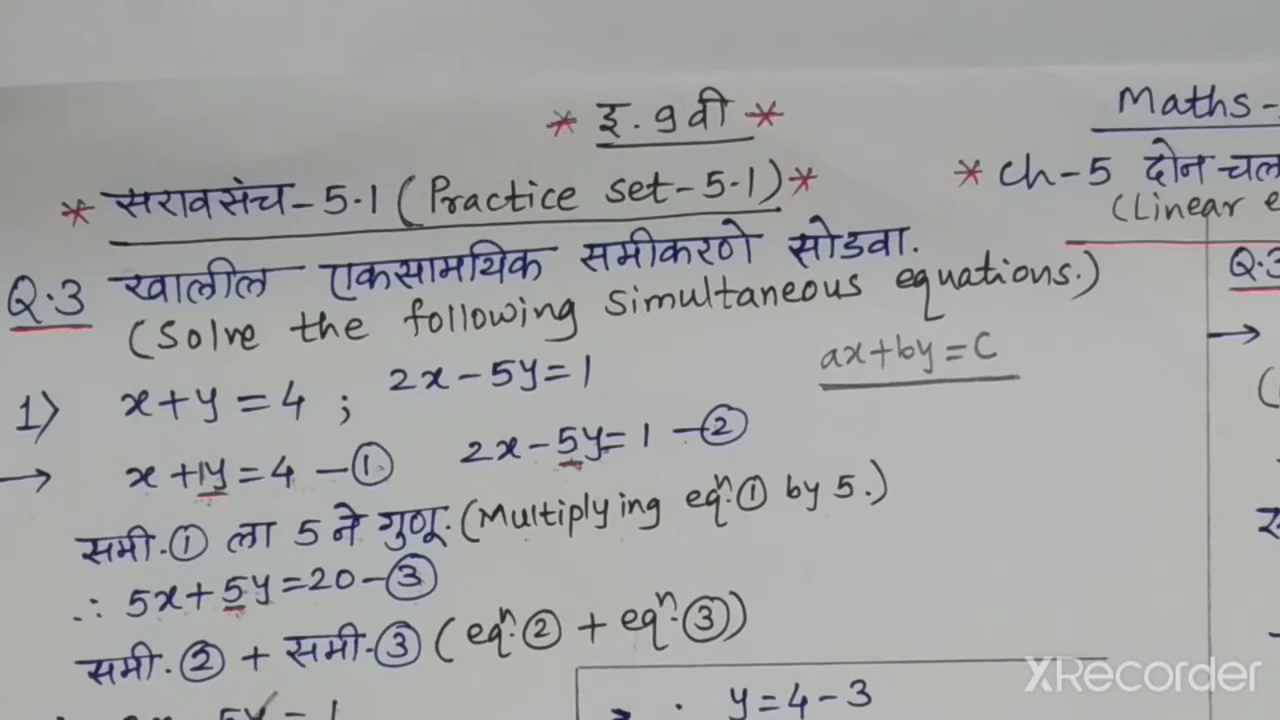 * इ. 9 वी *
Maths-
* सरावसंच-5.1 (Practice set-5.1) *
* Ch-5 दोन चल
(Linear e
Q.3 खालील एकसामयिक समीकरणे सोडवा.
(Solve the following simultaneous equations.)
1) x+y=4 ; 2x-5y=1
ax+by=c
→ x+1y=4 -① 2x-5y=1 -②
समी.① ला 5 ने गुणू. (Multiplying eqⁿ.① by 5.)
∴ 5x+5y=20-③
समी.② + समी.③ (eqⁿ.② + eqⁿ.③)
y=4-3
Q.3
→
XRecorder